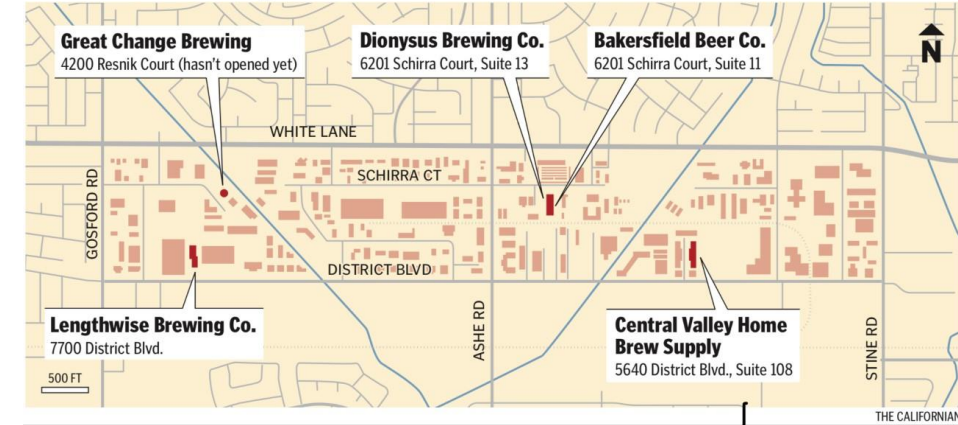 Great Change Brewing
4200 Resnik Court (hasn't opened yet)
Dionysus Brewing Co.
6201 Schirra Court, Suite 13
Bakersfield Beer Co.
6201 Schirra Court, Suite 11
N
WHITE LANE
SCHIRRA CT
GOSFORD RD
DISTRICT BLVD
Lengthwise Brewing Co.
7700 District Blvd.
ASHE RD
Central Valley Home
Brew Supply
5640 District Blvd., Suite 108
STINE RD
500 FT
THE CALIFORNIAN